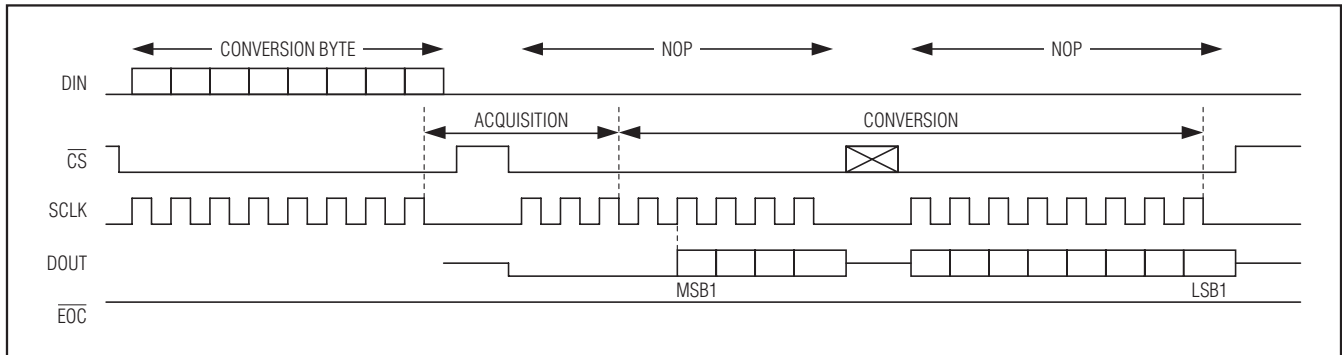 CONVERSION BYTE
NOP
NOP
DIN
ACQUISITION
CONVERSION
CS
SCLK
DOUT
MSB1
LSB1
EOC